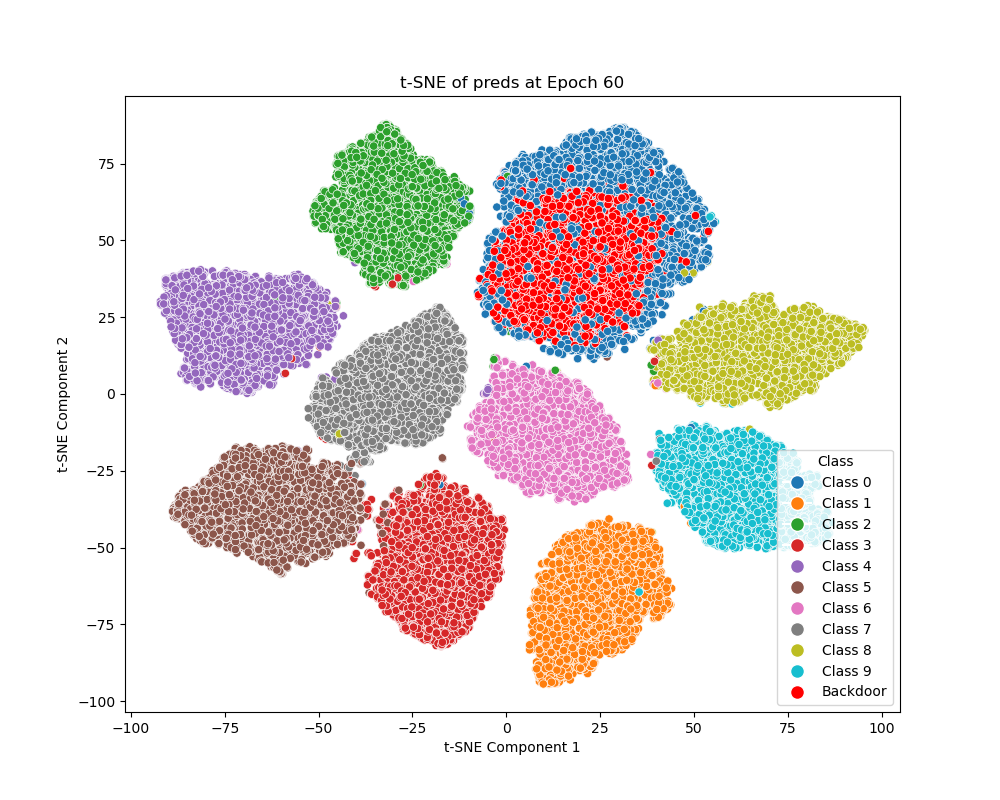 t-SNE of preds at Epoch 60
75
50
25
0
−25
−50
−75
−100
t-SNE Component 2
−100
−75
−50
−25
0
25
50
75
100
t-SNE Component 1
Class
Class 0
Class 1
Class 2
Class 3
Class 4
Class 5
Class 6
Class 7
Class 8
Class 9
Backdoor